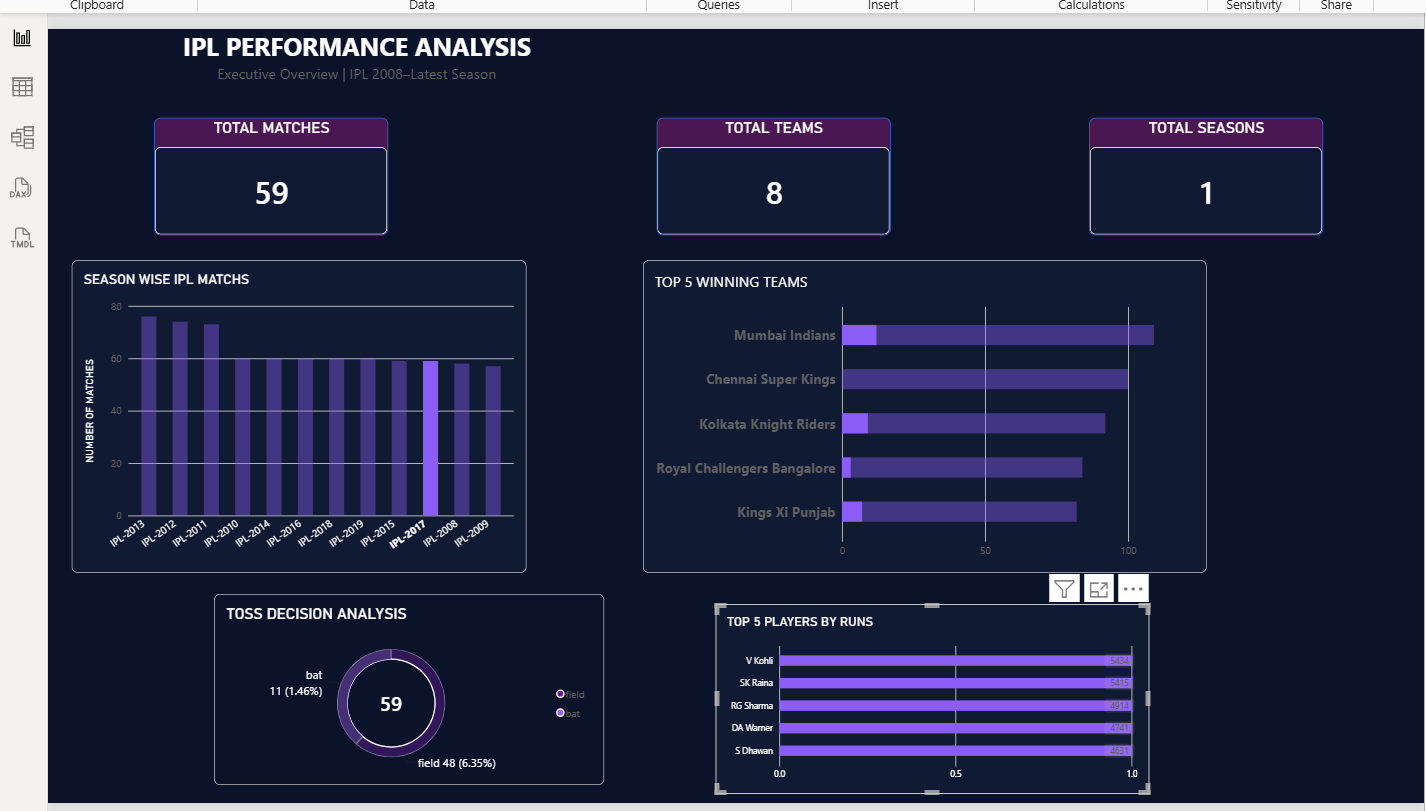 Clipboard
Data
Queries
Insert
Calculations
Sensitivity
Share
IPL PERFORMANCE ANALYSIS
Executive Overview | IPL 2008–Latest Season
TOTAL MATCHES
59
TOTAL TEAMS
8
TOTAL SEASONS
1
DAX
TMDL
SEASON WISE IPL MATCHS
NUMBER OF MATCHES
80
60
40
20
0
IPL-2013
IPL-2012
IPL-2011
IPL-2010
IPL-2014
IPL-2016
IPL-2018
IPL-2019
IPL-2015
IPL-2017
IPL-2008
IPL-2009
TOP 5 WINNING TEAMS
Mumbai Indians
Chennai Super Kings
Kolkata Knight Riders
Royal Challengers Bangalore
Kings Xi Punjab
0
50
100
TOSS DECISION ANALYSIS
bat
11 (1.46%)
59
field 48 (6.35%)
field
bat
TOP 5 PLAYERS BY RUNS
V Kohli 5434
SK Raina 5415
RG Sharma 4914
DA Warner 4741
S Dhawan 4631
0.0
0.5
1.0